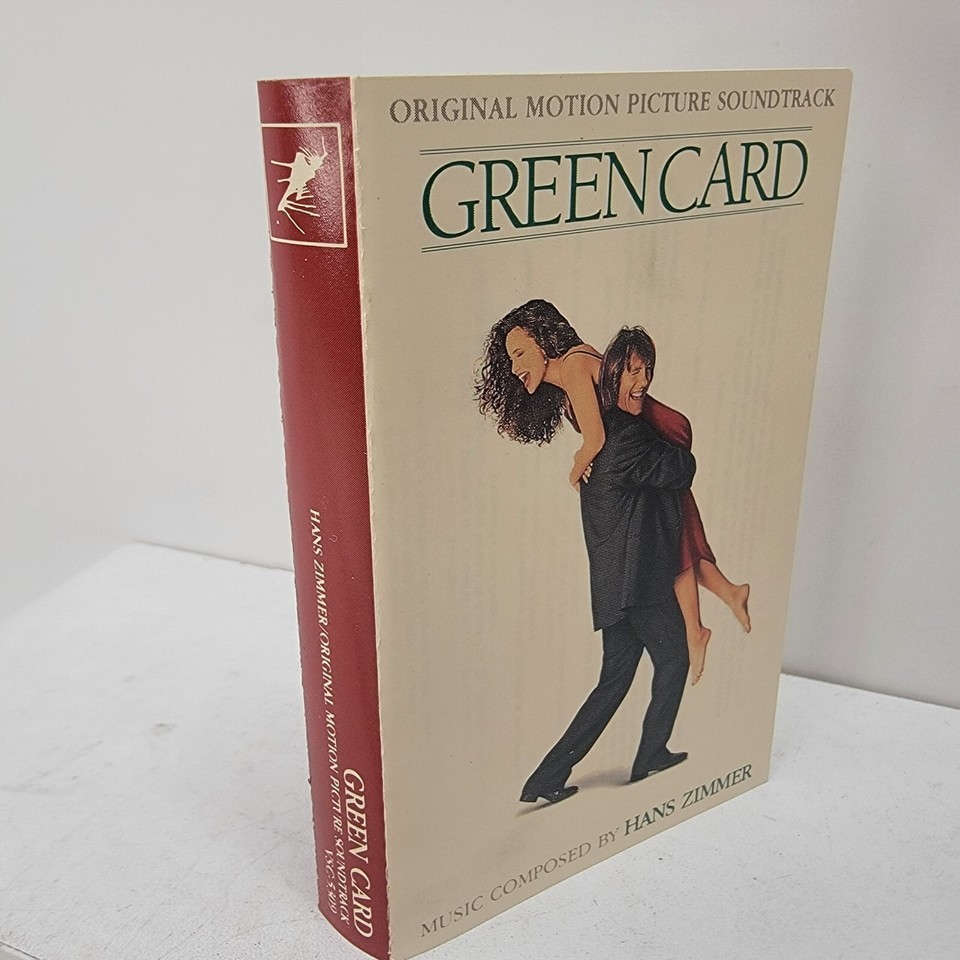 ORIGINAL MOTION PICTURE SOUNDTRACK
GREEN CARD
MUSIC COMPOSED BY HANS ZIMMER
GREEN CARD
HANS ZIMMER/ORIGINAL MOTION PICTURE SOUNDTRACK